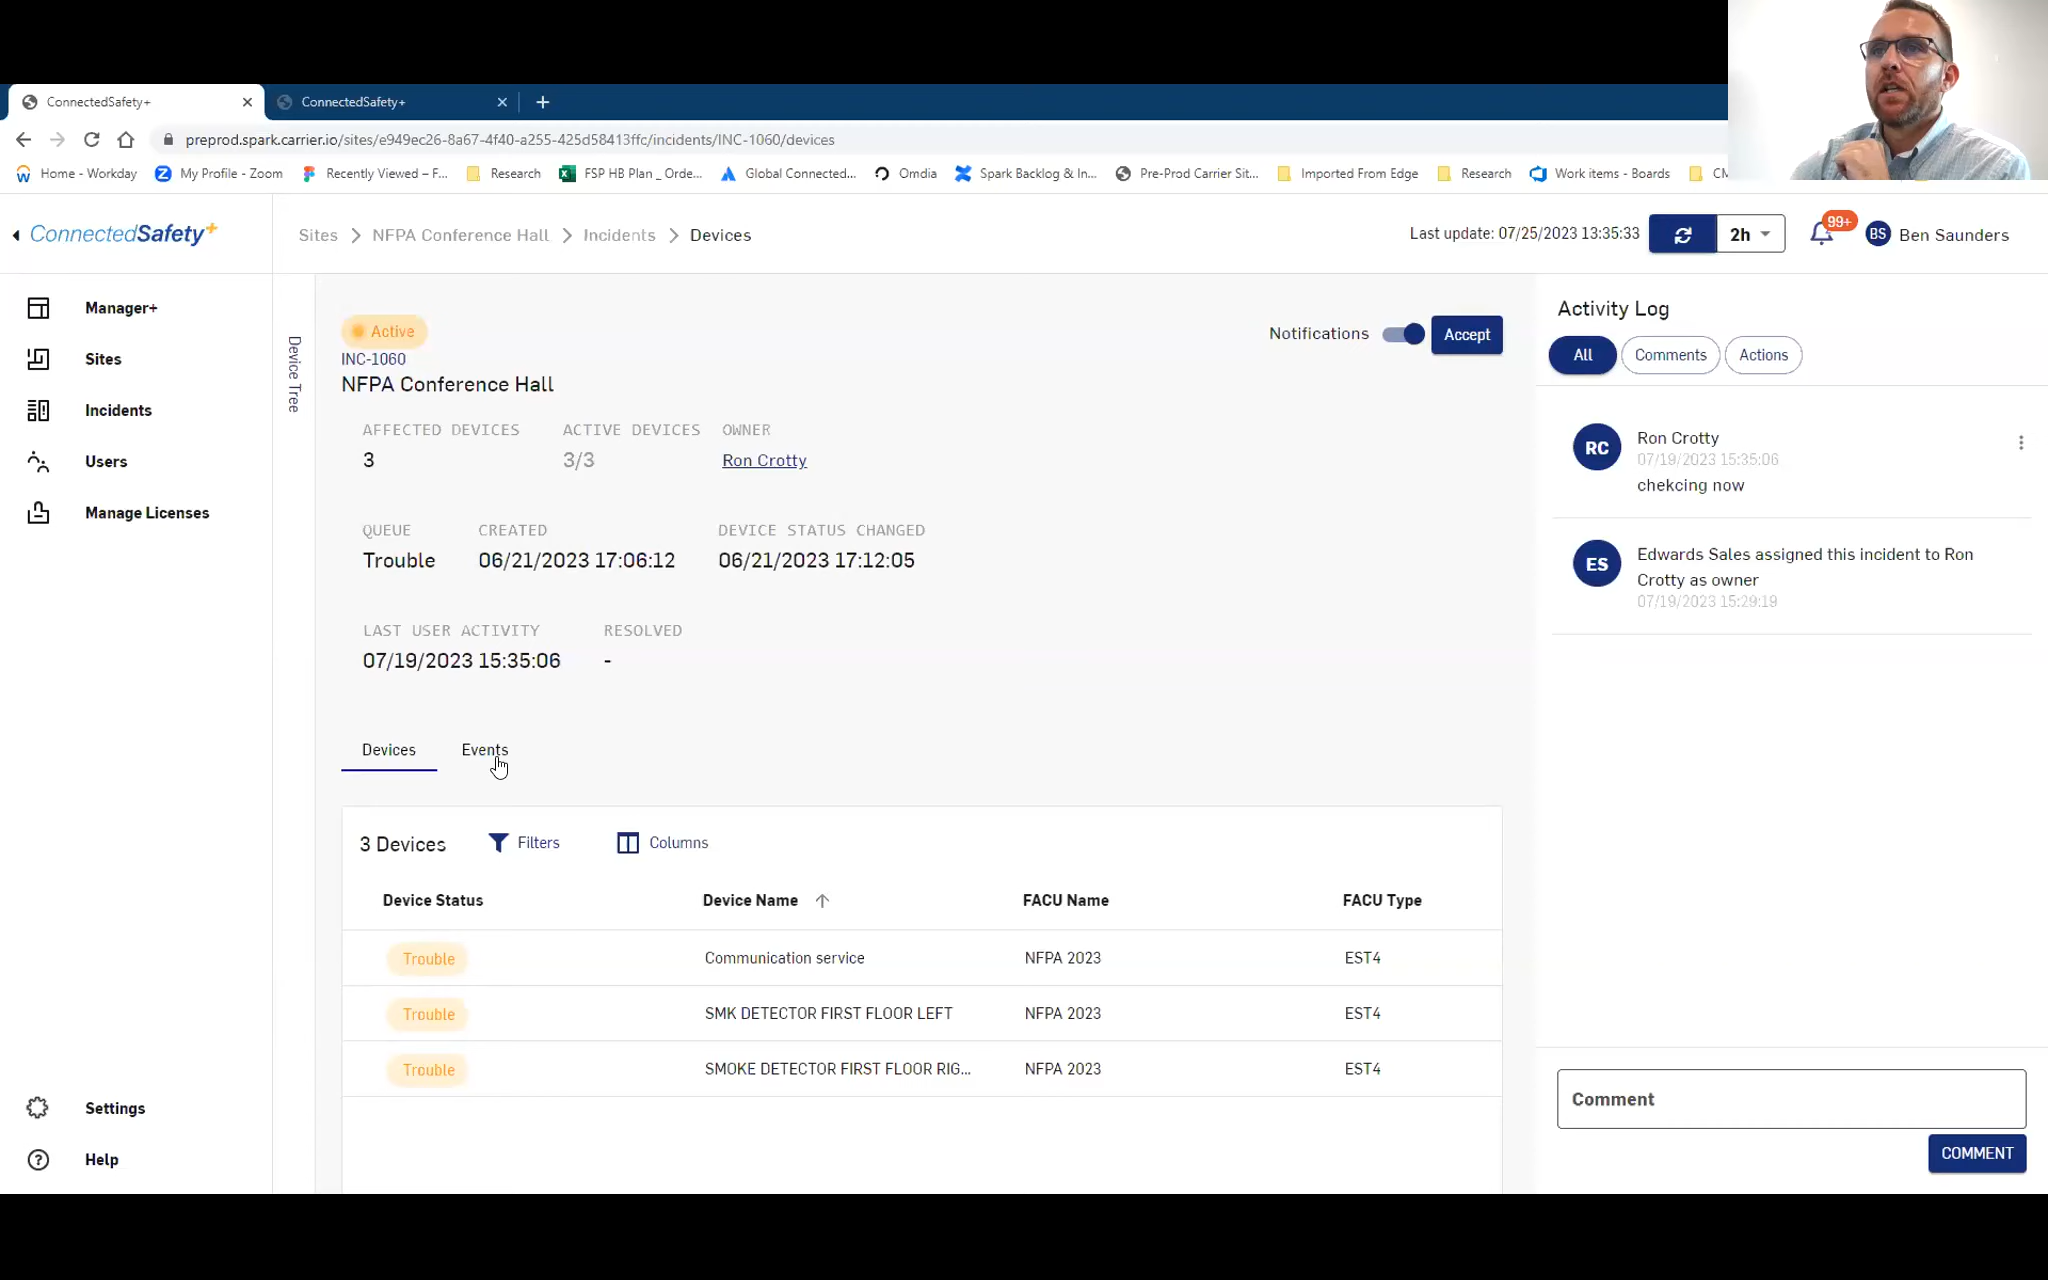 ConnectedSafety+
ConnectedSafety+
preprod.spark.carrier.io/sites/e949ec26-8a67-4f40-a255-425d58413ffc/incidents/INC-1060/devices
Home - Workday
My Profile - Zoom
Recently Viewed – F...
Research
FSP HB Plan _ Orde...
Global Connected...
Omdia
Spark Backlog & In...
Pre-Prod Carrier Sit...
Imported From Edge
Research
Work items - Boards
CM
ConnectedSafety+
Sites > NFPA Conference Hall > Incidents > Devices
Last update: 07/25/2023 13:35:33
2h
99+
BS
Ben Saunders
Manager+
Sites
Incidents
Users
Manage Licenses
Settings
Help
Device Tree
Active
INC-1060
NFPA Conference Hall
Notifications
Accept
AFFECTED DEVICES
3
ACTIVE DEVICES
3/3
OWNER
Ron Crotty
QUEUE
Trouble
CREATED
06/21/2023 17:06:12
DEVICE STATUS CHANGED
06/21/2023 17:12:05
LAST USER ACTIVITY
07/19/2023 15:35:06
RESOLVED
-
Devices
Events
3 Devices
Filters
Columns
Device Status Device Name FACU Name FACU Type
Trouble Communication service NFPA 2023 EST4
Trouble SMK DETECTOR FIRST FLOOR LEFT NFPA 2023 EST4
Trouble SMOKE DETECTOR FIRST FLOOR RIG... NFPA 2023 EST4
Activity Log
All
Comments
Actions
RC
Ron Crotty
07/19/2023 15:35:06
chekcing now
ES
Edwards Sales assigned this incident to Ron
Crotty as owner
07/19/2023 15:29:19
Comment
COMMENT